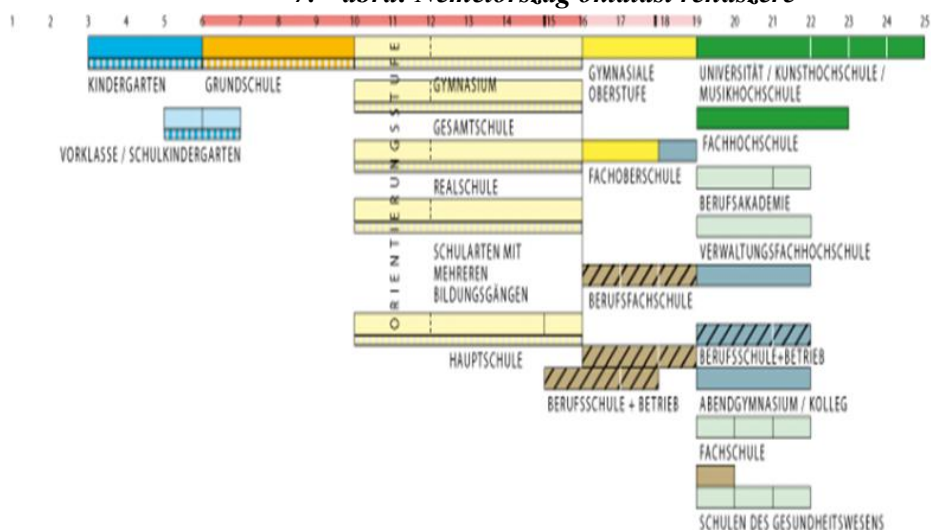 1 2 3 4 5 6 7 8 9 10 11 12 13 14 15 16 17 18 19 20 21 22 23 24 25
KINDERGARTEN
GRUNDSCHULE
VORKLASSE / SCHULKINDERGARTEN
ORIENTIERUNGSSTUFE
GYMNASIUM
GESAMTSCHULE
REALSCHULE
SCHULARTEN MIT
MEHREREN
BILDUNGSGÄNGEN
HAUPTSCHULE
GYMNASIALE
OBERSTUFE
FACHOBERSCHULE
BERUFSFACHSCHULE
BERUFSSCHULE + BETRIEB
UNIVERSITÄT / KUNSTHOCHSCHULE /
MUSIKHOCHSCHULE
FACHHOCHSCHULE
BERUFSAKADEMIE
VERWALTUNGSFACHHOCHSCHULE
BERUFSSCHULE+BETRIEB
ABENDGYMNASIUM / KOLLEG
FACHSCHULE
SCHULEN DES GESUNDHEITSWESENS